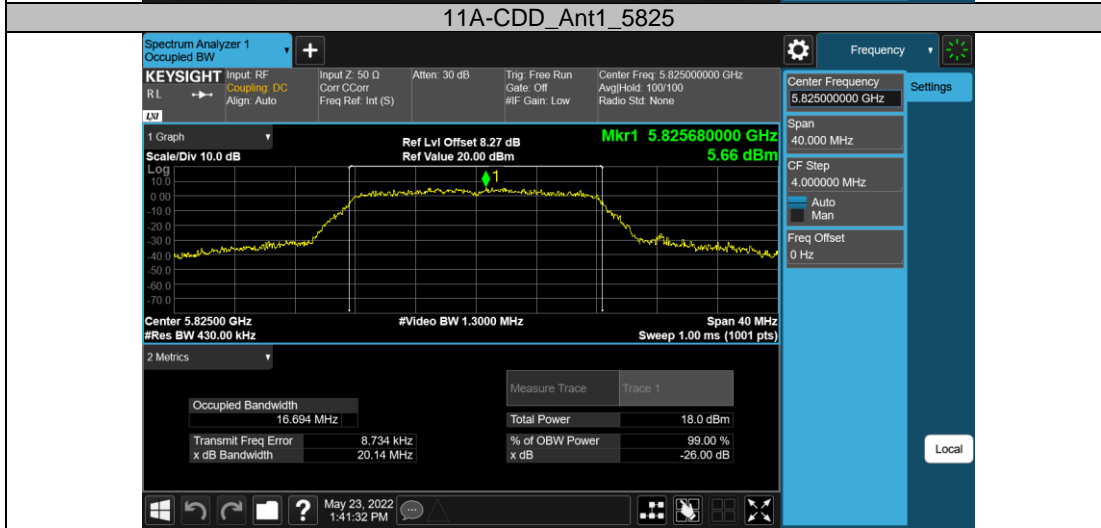 11A-CDD_Ant1_5825
Spectrum Analyzer 1
Occupied BW
+
Frequency
KEYSIGHT
RL
LXI
Input: RF
Coupling: DC
Align: Auto
Input Z: 50 Ω
Corr CCorr
Freq Ref: Int (S)
Atten: 30 dB
Trig: Free Run
Gate: Off
#IF Gain: Low
Center Freq: 5.825000000 GHz
Avg|Hold: 100/100
Radio Std: None
Center Frequency
5.825000000 GHz
Settings
Span
40.000 MHz
CF Step
4.000000 MHz
Auto
Man
Freq Offset
0 Hz
1 Graph
Scale/Div 10.0 dB
Ref Lvl Offset 8.27 dB
Ref Value 20.00 dBm
Mkr1 5.825680000 GHz
5.66 dBm
Log
1
10.0
0.00
-10.0
-20.0
-30.0
-40.0
-50.0
-60.0
-70.0
Center 5.82500 GHz
#Res BW 430.00 kHz
#Video BW 1.3000 MHz
Span 40 MHz
Sweep 1.00 ms (1001 pts)
2 Metrics
Measure Trace Trace 1
Occupied Bandwidth
16.694 MHz
Total Power 18.0 dBm
Transmit Freq Error 8.734 kHz
% of OBW Power 99.00 %
x dB Bandwidth 20.14 MHz
x dB -26.00 dB
Local
?
May 23, 2022
1:41:32 PM